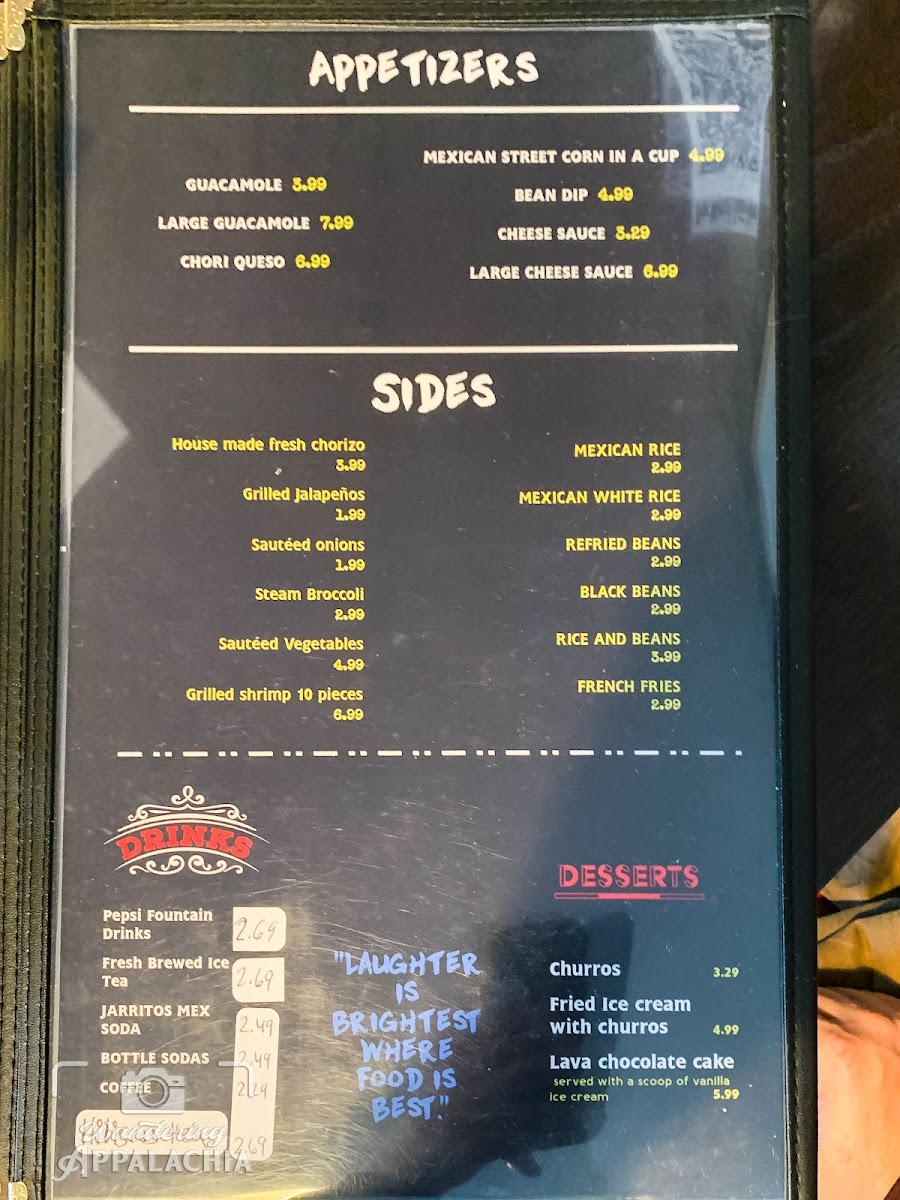 APPETIZERS
GUACAMOLE 3.99
LARGE GUACAMOLE 7.99
CHORI QUESO 6.99
MEXICAN STREET CORN IN A CUP 4.99
BEAN DIP 4.99
CHEESE SAUCE 3.29
LARGE CHEESE SAUCE 6.99
SIDES
House made fresh chorizo
3.99
Grilled Jalapeños
1.99
Sautéed onions
1.99
Steam Broccoli
2.99
Sautéed Vegetables
4.99
Grilled shrimp 10 pieces
6.99
MEXICAN RICE
2.99
MEXICAN WHITE RICE
2.99
REFRIED BEANS
2.99
BLACK BEANS
2.99
RICE AND BEANS
3.99
FRENCH FRIES
2.99
DRINKS
Pepsi Fountain
Drinks 2.69
Fresh Brewed Ice
Tea 2.69
JARRITOS MEX
SODA 2.49
BOTTLE SODAS 2.49
COFFEE 2.29
2.69
"LAUGHTER
IS
BRIGHTEST
WHERE
FOOD IS
BEST."
DESSERTS
Churros 3.29
Fried Ice cream
with churros 4.99
Lava chocolate cake
served with a scoop of vanilla
ice cream 5.99
Wandering
APPALACHIA